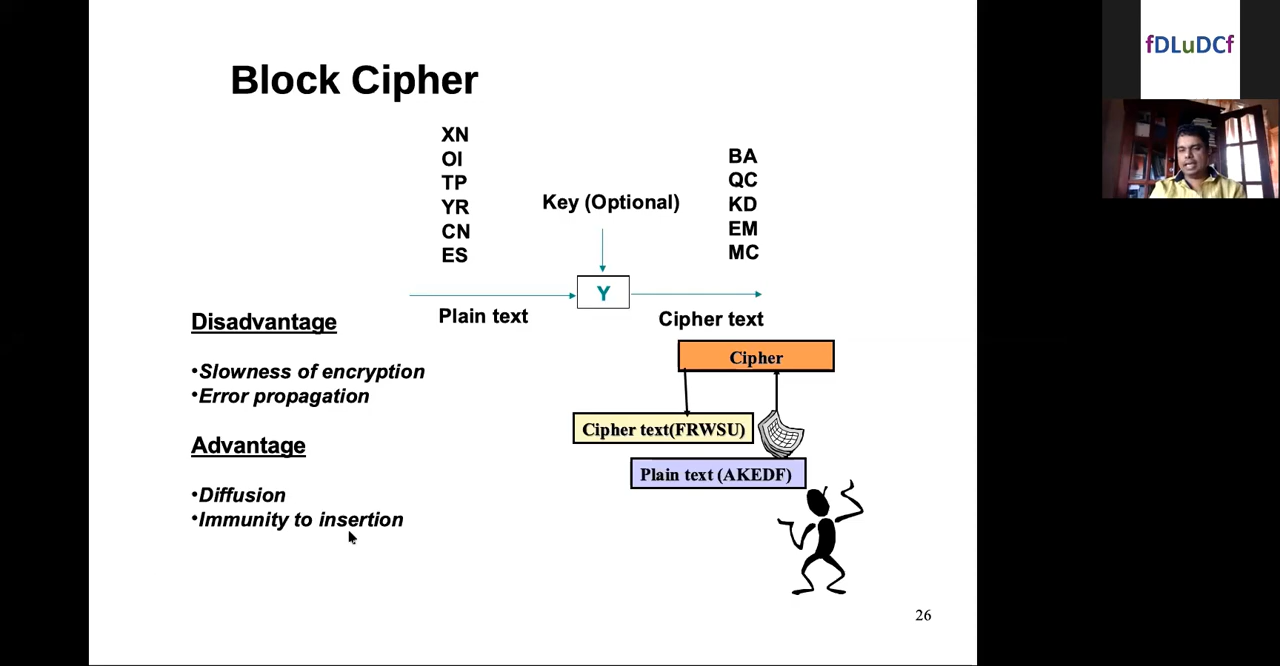 Block Cipher
XN
OI
TP
YR
CN
ES
Key (Optional)
BA
QC
KD
EM
MC
Y
Plain text
Cipher text
Disadvantage
•Slowness of encryption
•Error propagation
Advantage
•Diffusion
•Immunity to insertion
Cipher
Cipher text(FRWSU)
Plain text (AKEDF)
26
fDLuDCf